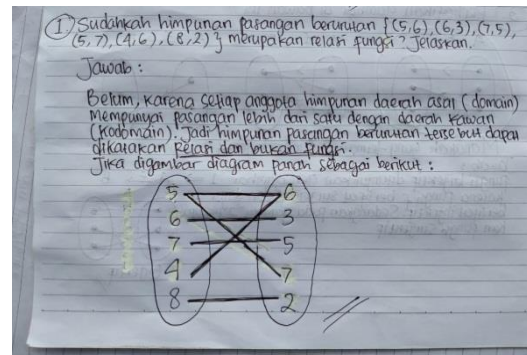 ① Sudahkah himpunan pasangan berurutan {(5,6), (6,3), (7,5),
(5,7), (4,6), (8,2)} merupakan relasi fungsi? Jelaskan.
Jawab :
Belum, karena setiap anggota himpunan daerah asal (domain)
mempunyai pasangan lebih dari satu dengan daerah kawan
(kodomain). Jadi himpunan pasangan berurutan tersebut dapat
dikatakan relasi dan bukan fungsi.
Jika digambar diagram panah sebagai berikut :
5 6
6 3
7 5
4 7
8 2